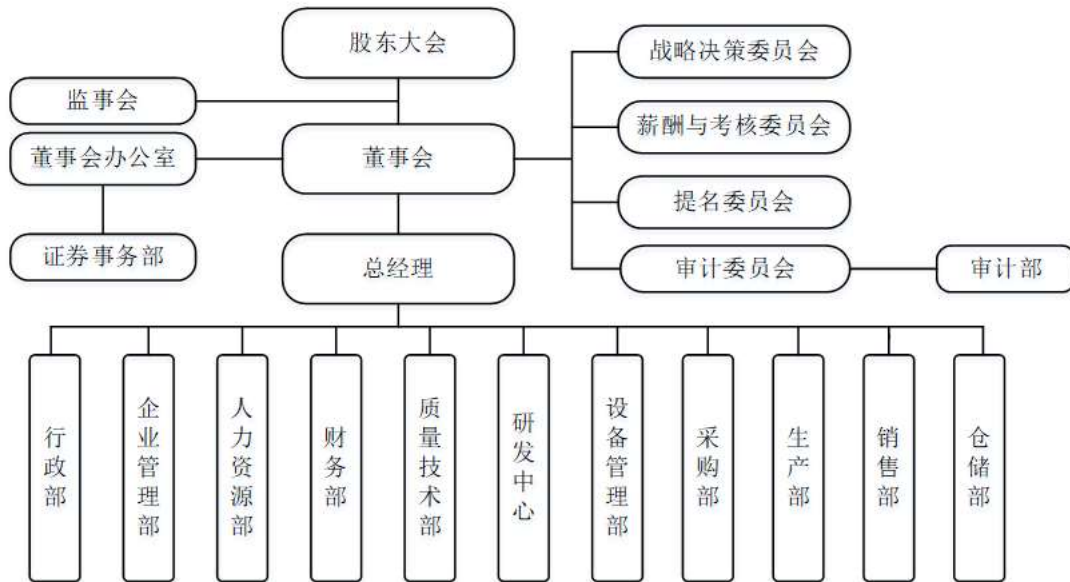 股东大会
战略决策委员会
监事会
薪酬与考核委员会
董事会办公室
董事会
提名委员会
证券事务部
总经理
审计委员会
审计部
行政部
企业管理部
人力资源部
财务部
质量技术部
研发中心
设备管理部
采购部
生产部
销售部
仓储部